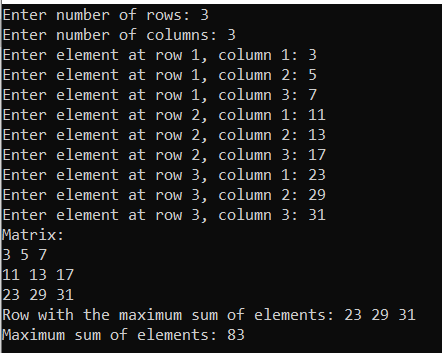 Enter number of rows: 3
Enter number of columns: 3
Enter element at row 1, column 1: 3
Enter element at row 1, column 2: 5
Enter element at row 1, column 3: 7
Enter element at row 2, column 1: 11
Enter element at row 2, column 2: 13
Enter element at row 2, column 3: 17
Enter element at row 3, column 1: 23
Enter element at row 3, column 2: 29
Enter element at row 3, column 3: 31
Matrix:
3 5 7
11 13 17
23 29 31
Row with the maximum sum of elements: 23 29 31
Maximum sum of elements: 83